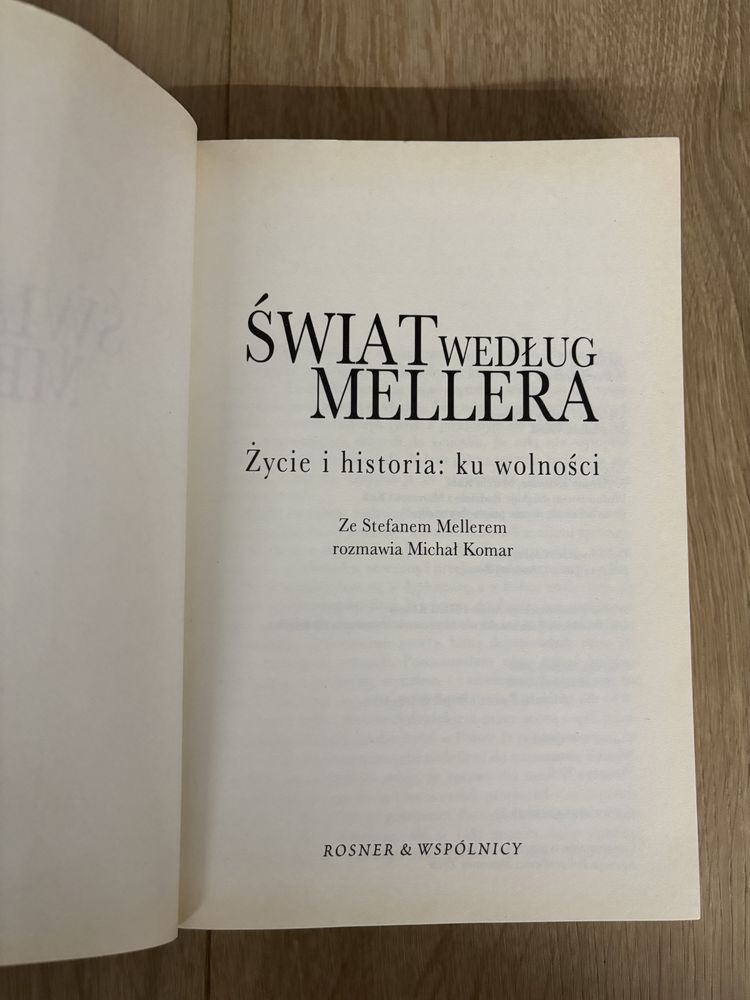 ŚWIAT WEDŁUG
MELLERA
Życie i historia: ku wolności
Ze Stefanem Mellerem
rozmawia Michał Komar
ROSNER & WSPÓLNICY